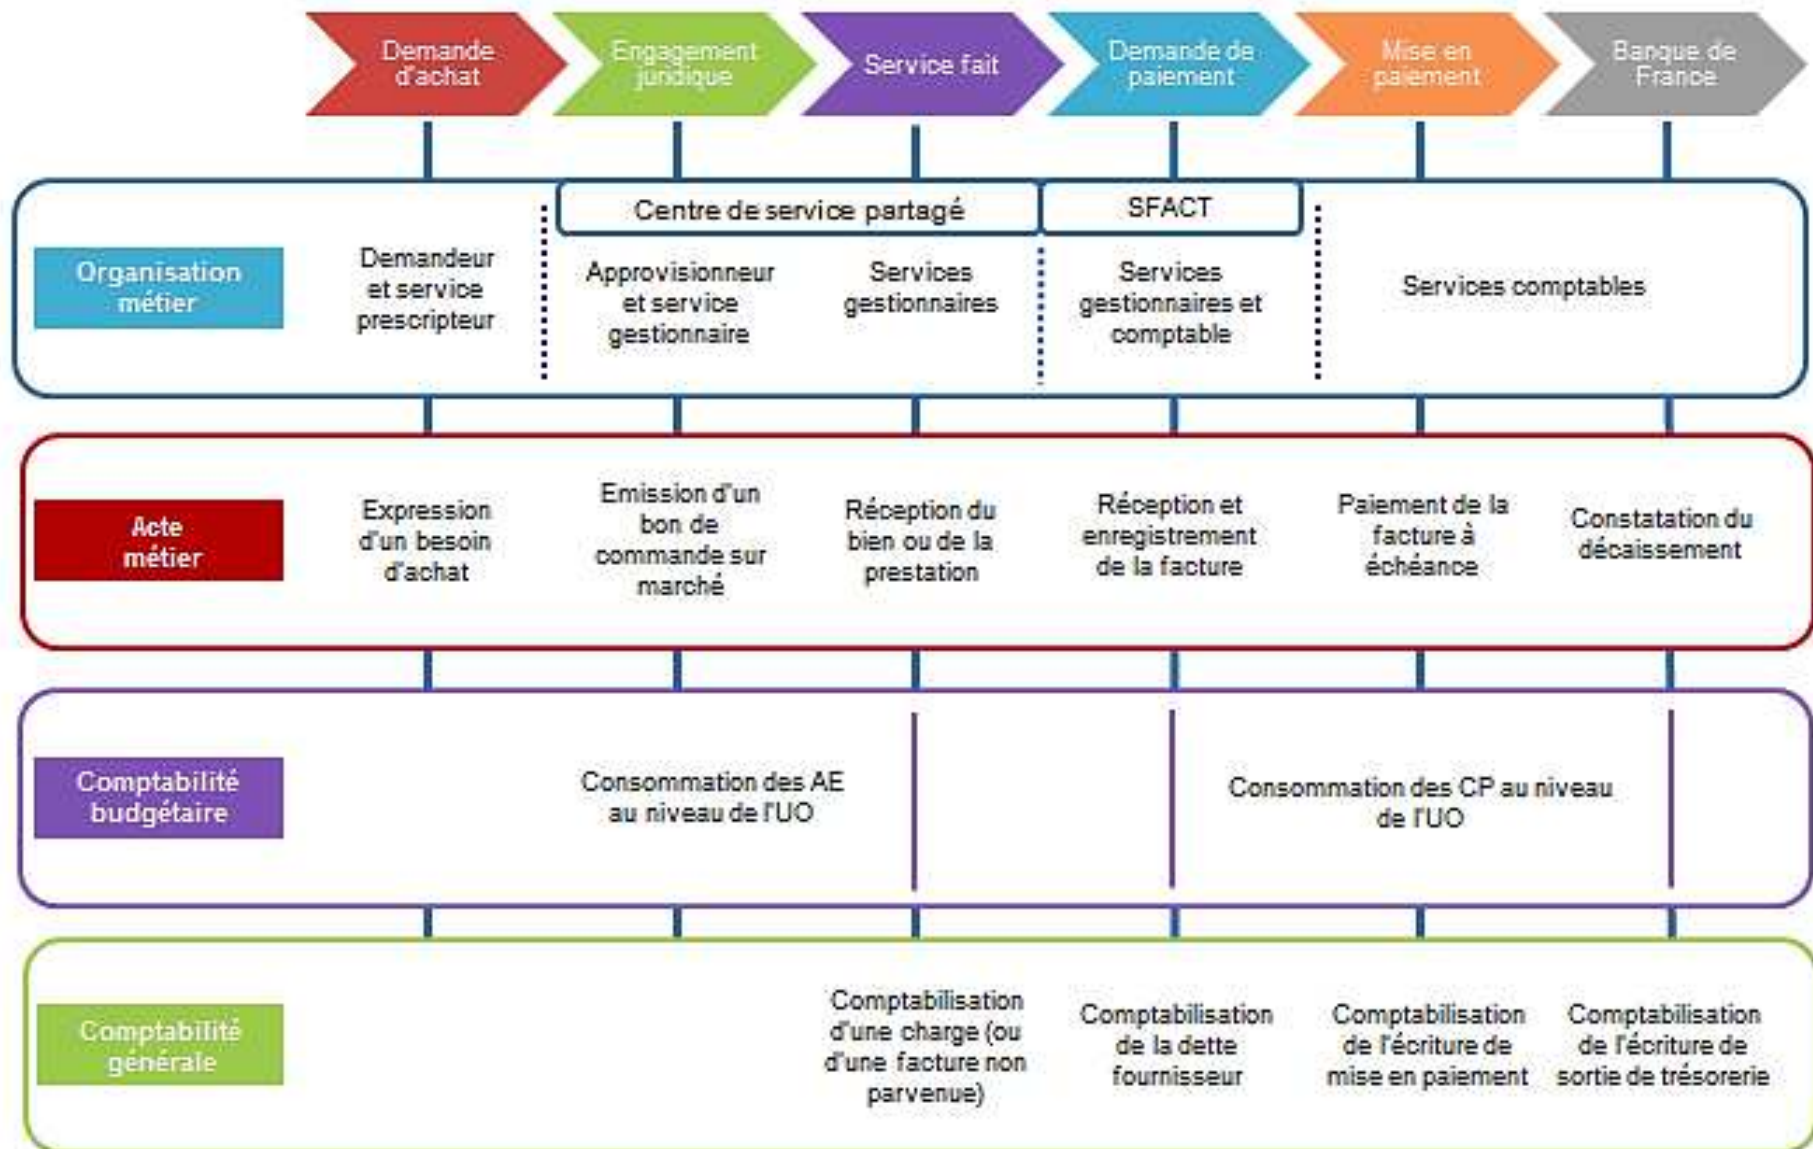 Demande
d'achat
Engagement
juridique
Service fait
Demande de
paiement
Mise en
paiement
Banque de
France
Centre de service partagé
SFACT
Organisation
métier
Demandeur
et service
prescripteur
Approvisionneur
et service
gestionnaire
Services
gestionnaires
Services
gestionnaires et
comptable
Services comptables
Acte
métier
Expression
d'un besoin
d'achat
Emission d'un
bon de
commande sur
marché
Réception du
bien ou de la
prestation
Réception et
enregistrement
de la facture
Paiement de la
facture à
échéance
Constatation du
décaissement
Comptabilité
budgétaire
Consommation des AE
au niveau de l'UO
Consommation des CP au niveau
de l'UO
Comptabilité
générale
Comptabilisation
d'une charge (ou
d'une facture non
parvenue)
Comptabilisation
de la dette
fournisseur
Comptabilisation
de l'écriture de
mise en paiement
Comptabilisation
de l'écriture de
sortie de trésorerie